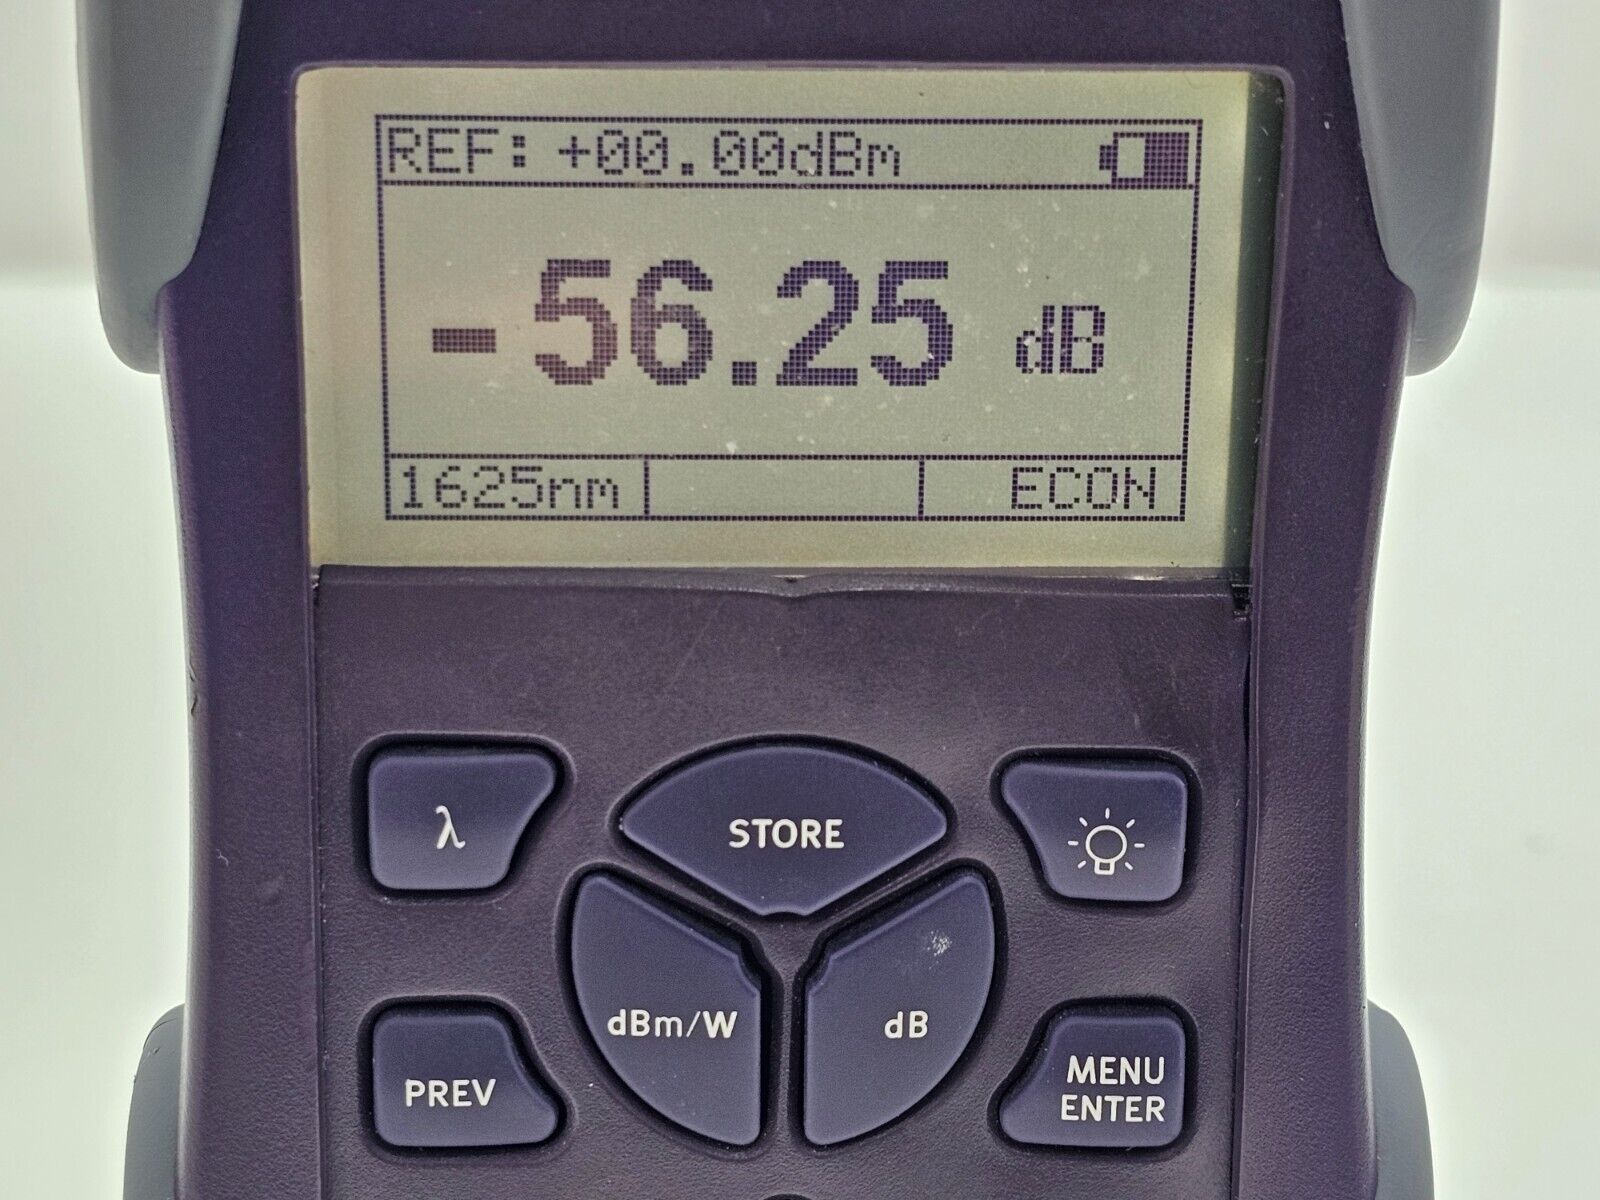 REF: +00.00dBm
-56.25 dB
1625nm ECON
λ
STORE
dBm/W
dB
PREV
MENU
ENTER